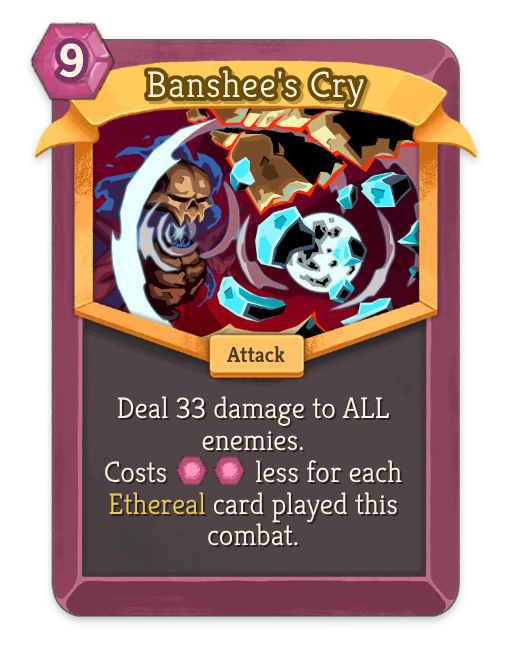 9
Banshee's Cry
Attack
Deal 33 damage to ALL
enemies.
Costs less for each
Ethereal card played this
combat.